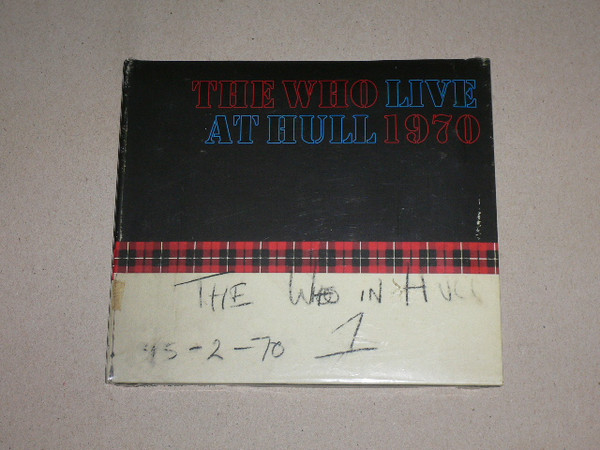 THE WHO LIVE
AT HULL 1970
THE WHO IN HULL
15-2-70 1